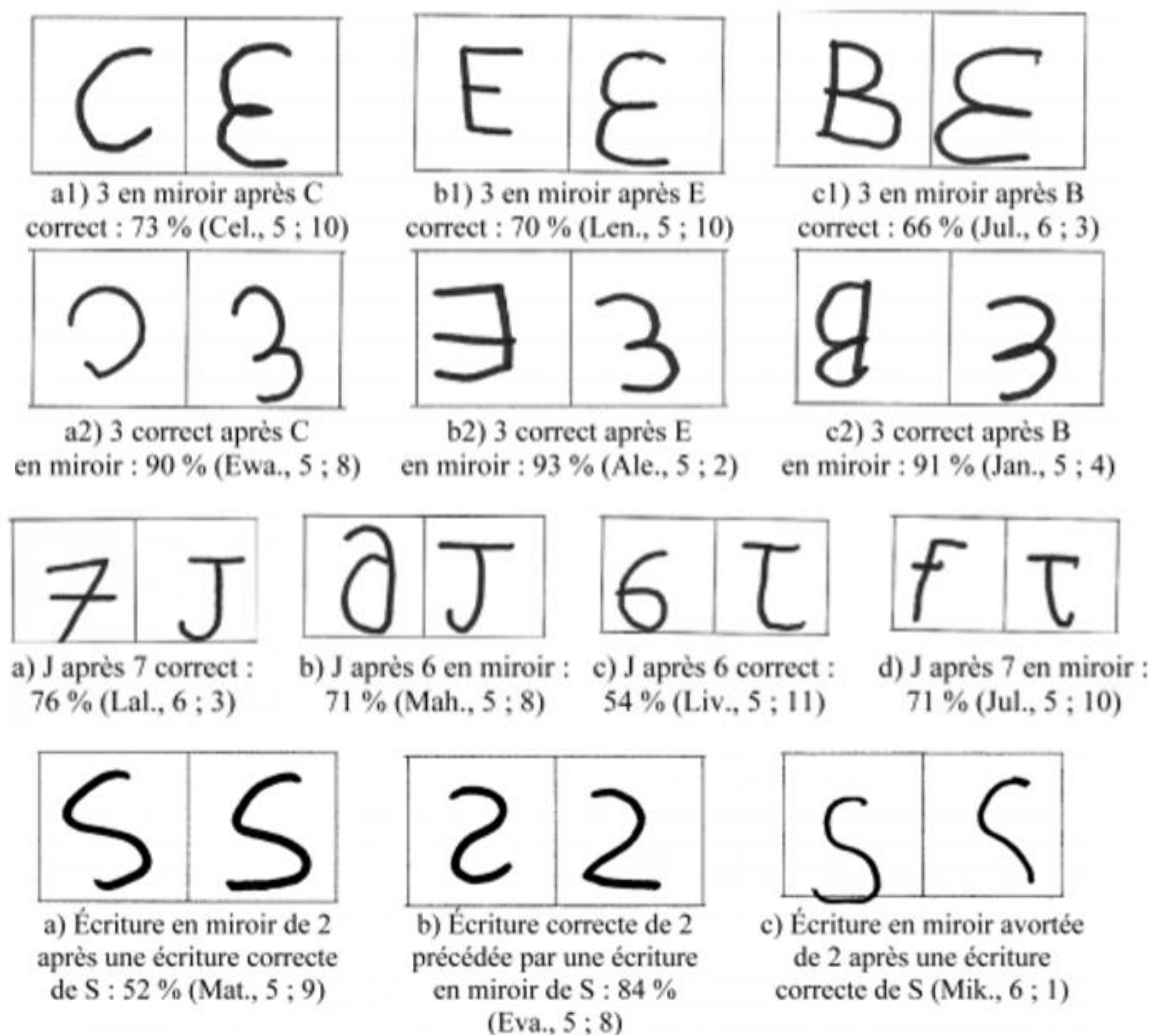 C Ɛ E Ɛ B Ɛ
a1) 3 en miroir après C
correct : 73 % (Cel., 5 ; 10)
b1) 3 en miroir après E
correct : 70 % (Len., 5 ; 10)
c1) 3 en miroir après B
correct : 66 % (Jul., 6 ; 3)
Ɔ 3 Ǝ 3 ᗺ 3
a2) 3 correct après C
en miroir : 90 % (Ewa., 5 ; 8)
b2) 3 correct après E
en miroir : 93 % (Ale., 5 ; 2)
c2) 3 correct après B
en miroir : 91 % (Jan., 5 ; 4)
7 J
a) J après 7 correct :
76 % (Lal., 6 ; 3)
J
b) J après 6 en miroir :
71 % (Mah., 5 ; 8)
6
c) J après 6 correct :
54 % (Liv., 5 ; 11)
d) J après 7 en miroir :
71 % (Jul., 5 ; 10)
S
a) Écriture en miroir de 2
après une écriture correcte
de S : 52 % (Mat., 5 ; 9)
2
b) Écriture correcte de 2
précédée par une écriture
en miroir de S : 84 %
(Eva., 5 ; 8)
S
c) Écriture en miroir avortée
de 2 après une écriture
correcte de S (Mik., 6 ; 1)